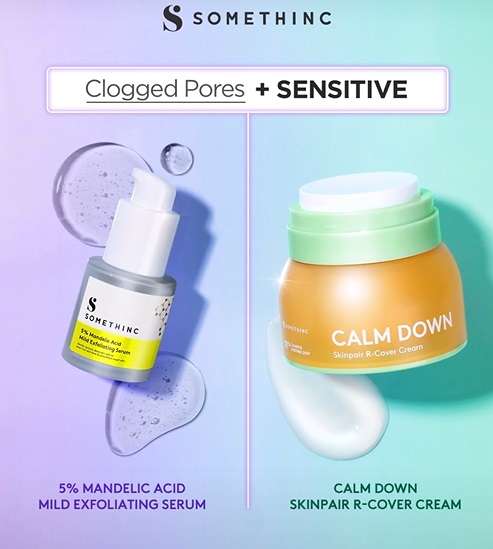 SOMETHINC
Clogged Pores + SENSITIVE
SOMETHINC
5% Mandelic Acid
Mild Exfoliating Serum
SOMETHINC
CALM DOWN
Skinpair R-Cover Cream
5% MANDELIC ACID
MILD EXFOLIATING SERUM
CALM DOWN
SKINPAIR R-COVER CREAM